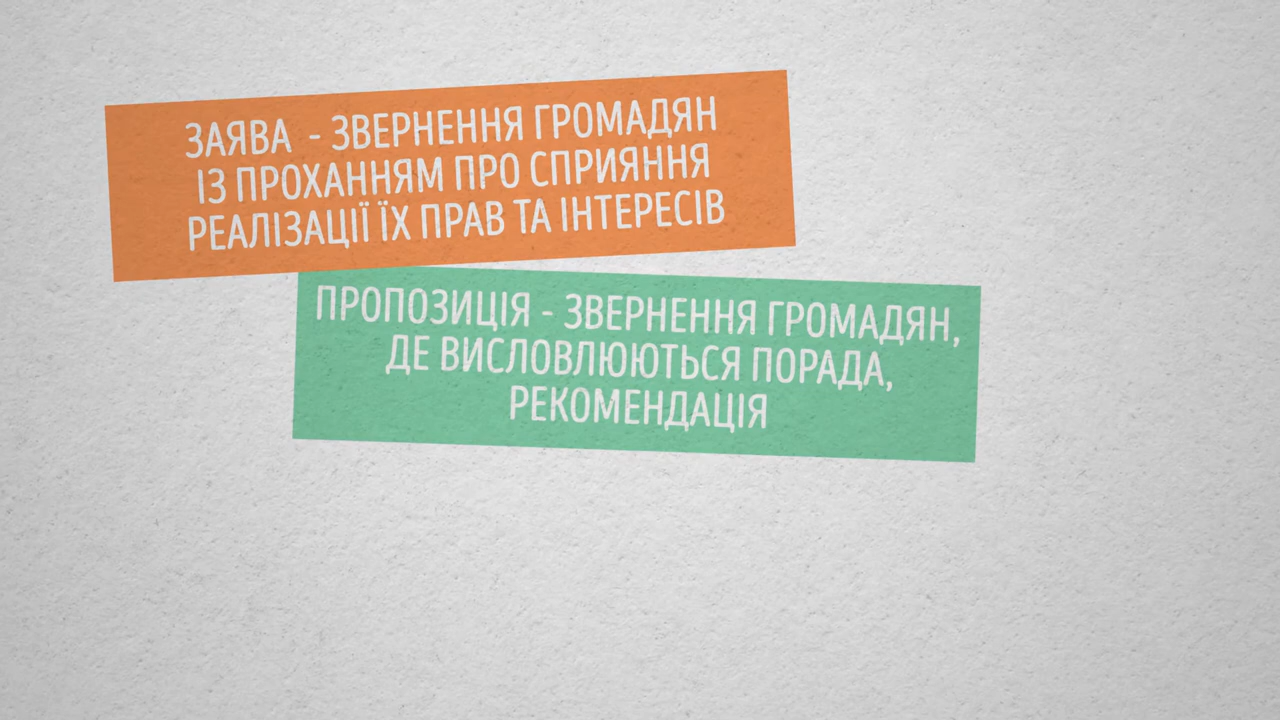 ЗАЯВА - ЗВЕРНЕННЯ ГРОМАДЯН
ІЗ ПРОХАННЯМ ПРО СПРИЯННЯ
РЕАЛІЗАЦІЇ ЇХ ПРАВ ТА ІНТЕРЕСІВ
ПРОПОЗИЦІЯ - ЗВЕРНЕННЯ ГРОМАДЯН,
ДЕ ВИСЛОВЛЮЮТЬСЯ ПОРАДА,
РЕКОМЕНДАЦІЯ